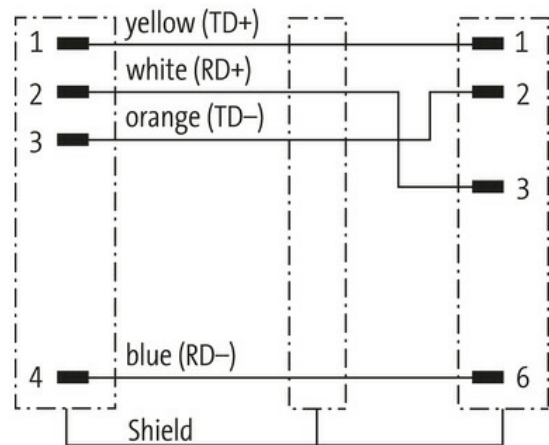 1 yellow (TD+) 1
2 white (RD+) 2
3 orange (TD–)
3
4 blue (RD–) 6
Shield